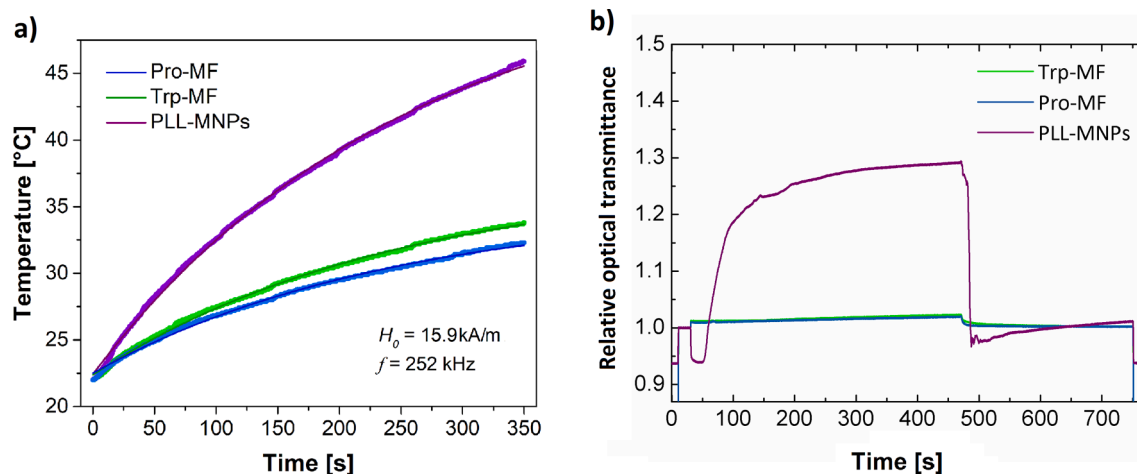 a)
45
40
35
30
25
20
Temperature [°C]
Pro-MF
Trp-MF
PLL-MNPs
H0 = 15.9kA/m
f = 252 kHz
0 50 100 150 200 250 300 350
Time [s]
b)
1.5
1.4
1.3
1.2
1.1
1.0
0.9
Relative optical transmittance
Trp-MF
Pro-MF
PLL-MNPs
0 100 200 300 400 500 600 700
Time [s]